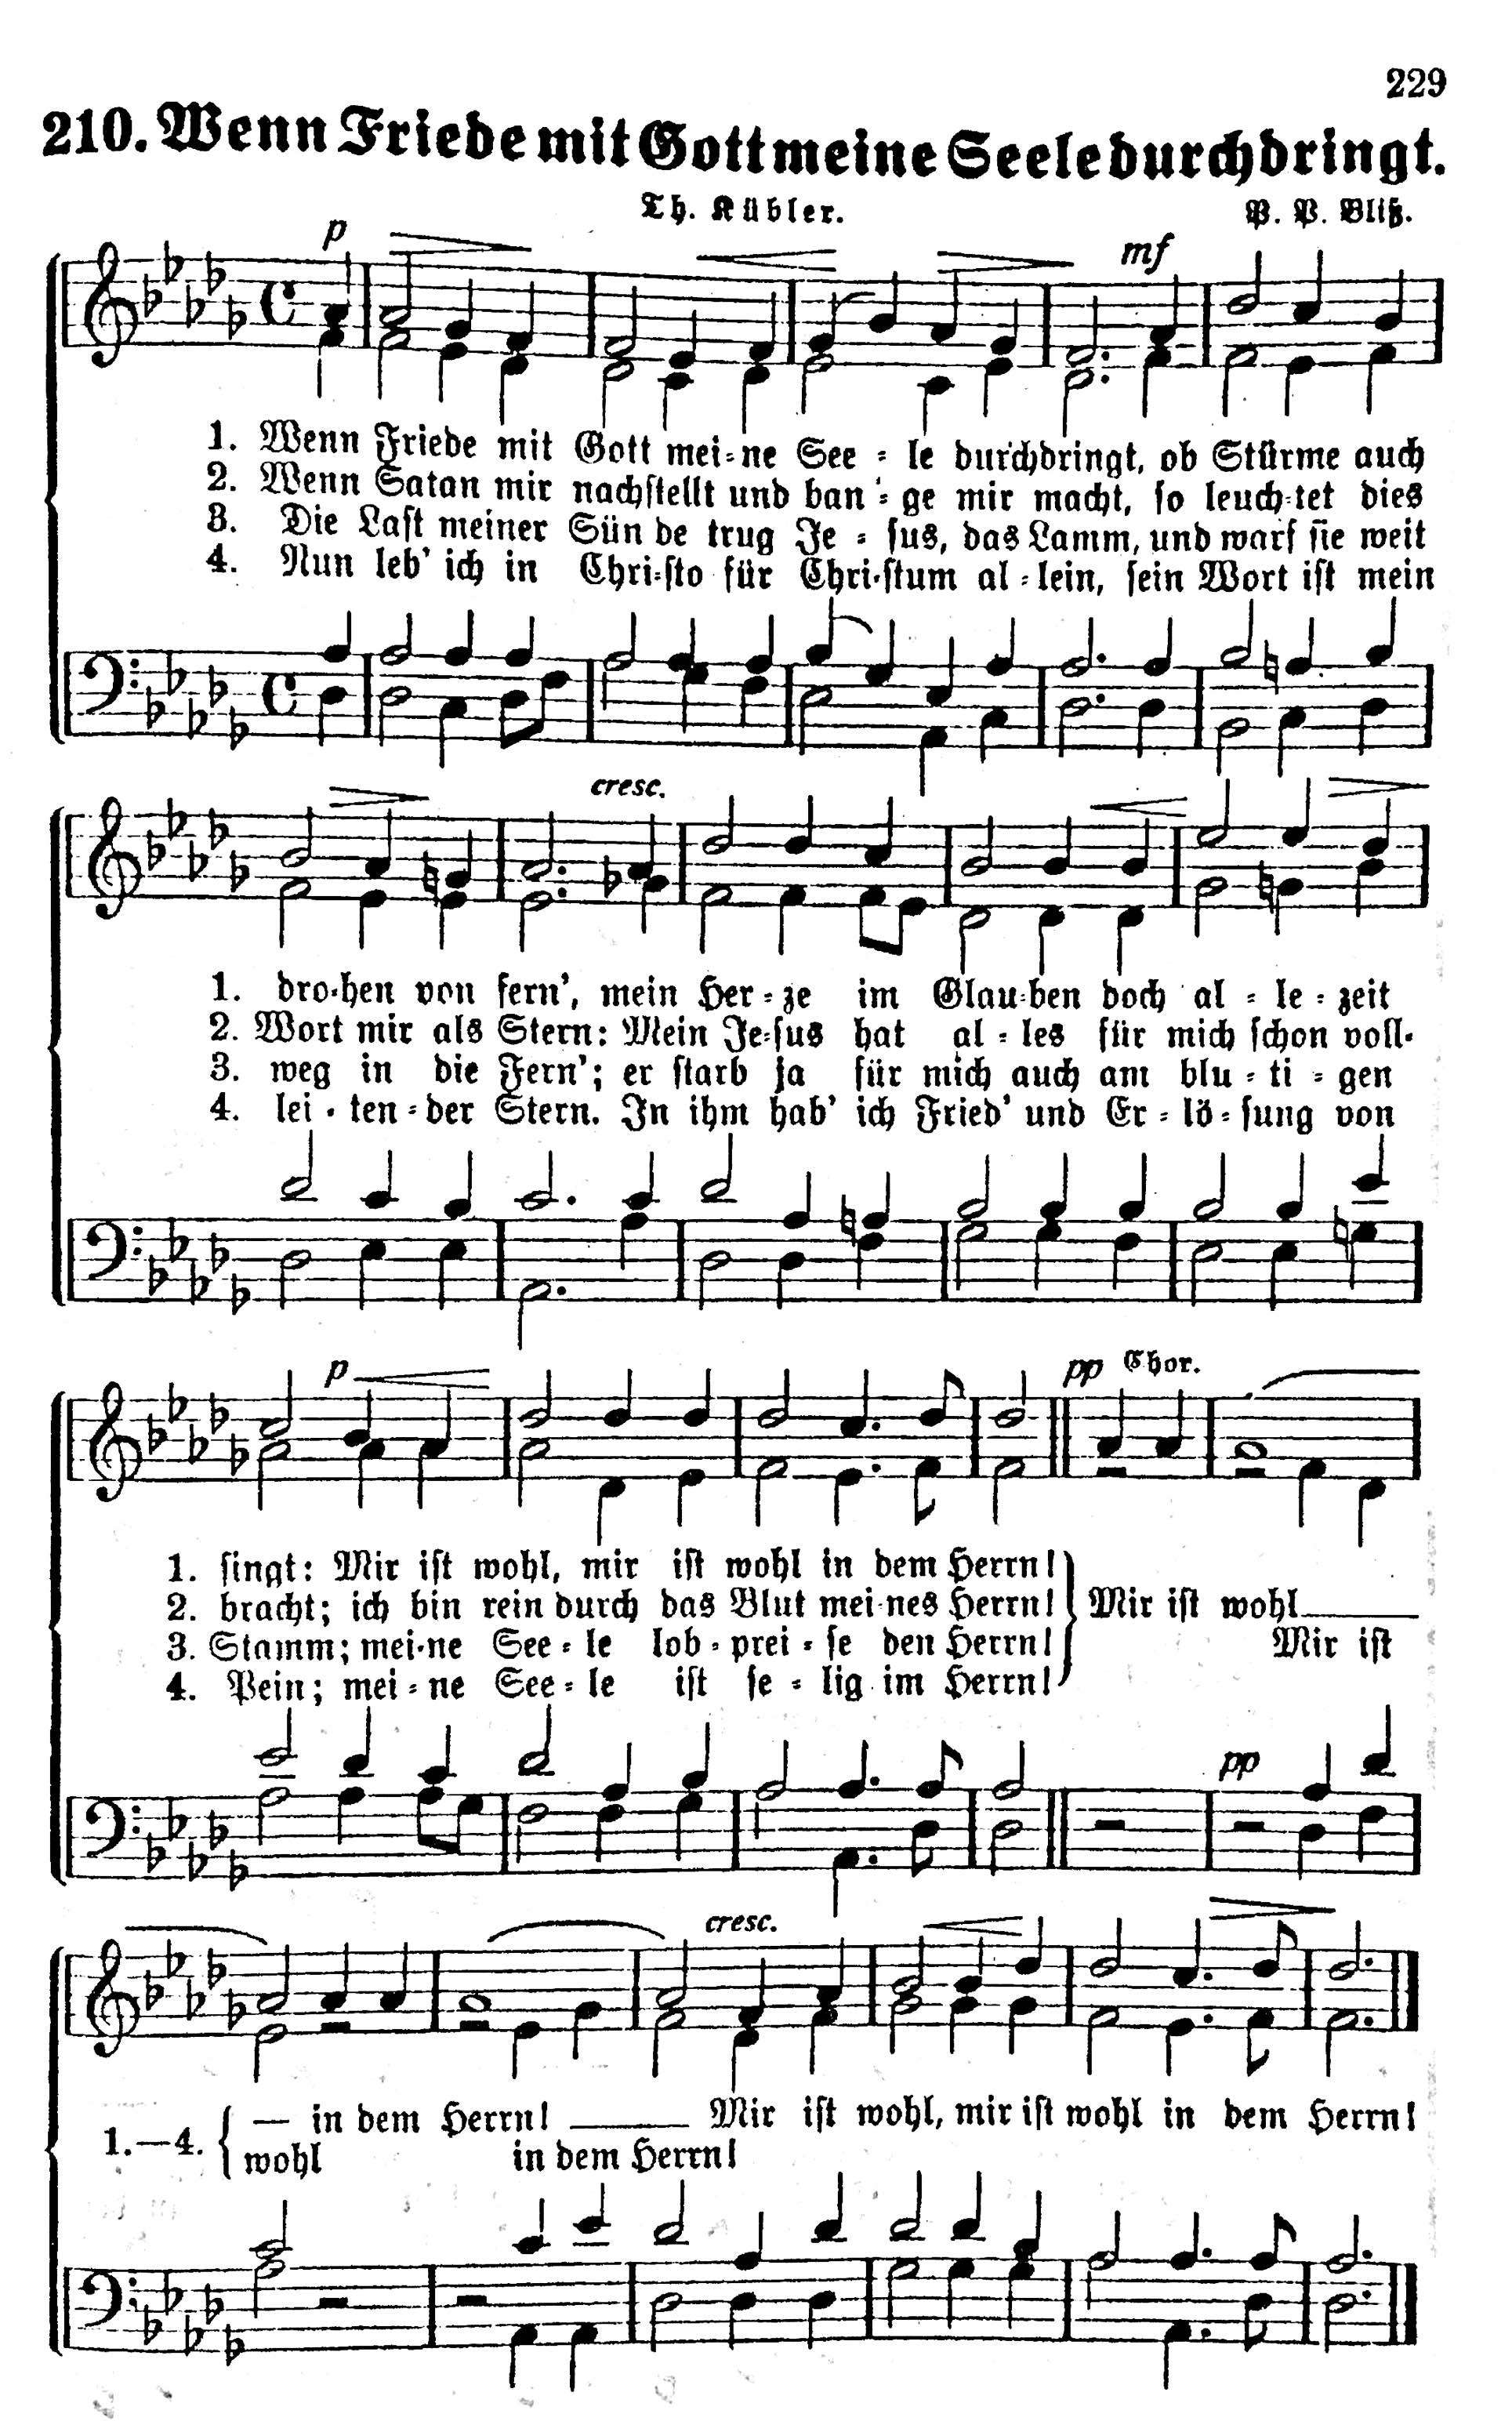 229
210. Wenn Friede mit Gott meine Seele durchdringt.
Th. Kübler. P. P. Bliß.
p mf
1. Wenn Friede mit Gott mei-ne See-le durchdringt, ob Stürme auch
2. Wenn Satan mir nachstellt und ban-ge mir macht, so leuch-tet dies
3. Die Last meiner Sün de trug Je-sus, das Lamm, und warf sie weit
4. Nun leb' ich in Chri-sto für Chri-stum al-lein, sein Wort ist mein
cresc.
1. dro-hen von fern', mein Her-ze im Glau-ben doch al-le-zeit
2. Wort mir als Stern: Mein Je-sus hat al-les für mich schon voll-
3. weg in die Fern'; er starb ja für mich auch am blu-ti-gen
4. lei-ten-der Stern. In ihm hab' ich Fried' und Er-lö-sung von
p pp Chor.
1. singt: Mir ist wohl, mir ist wohl in dem Herrn!
2. bracht; ich bin rein durch das Blut mei-nes Herrn! Mir ist wohl
3. Stamm; mei-ne See-le lob-prei-se den Herrn! Mir ist
4. Pein; mei-ne See-le ist se-lig im Herrn!
pp
cresc.
1.—4. — in dem Herrn! Mir ist wohl, mir ist wohl in dem Herrn!
wohl in dem Herrn!